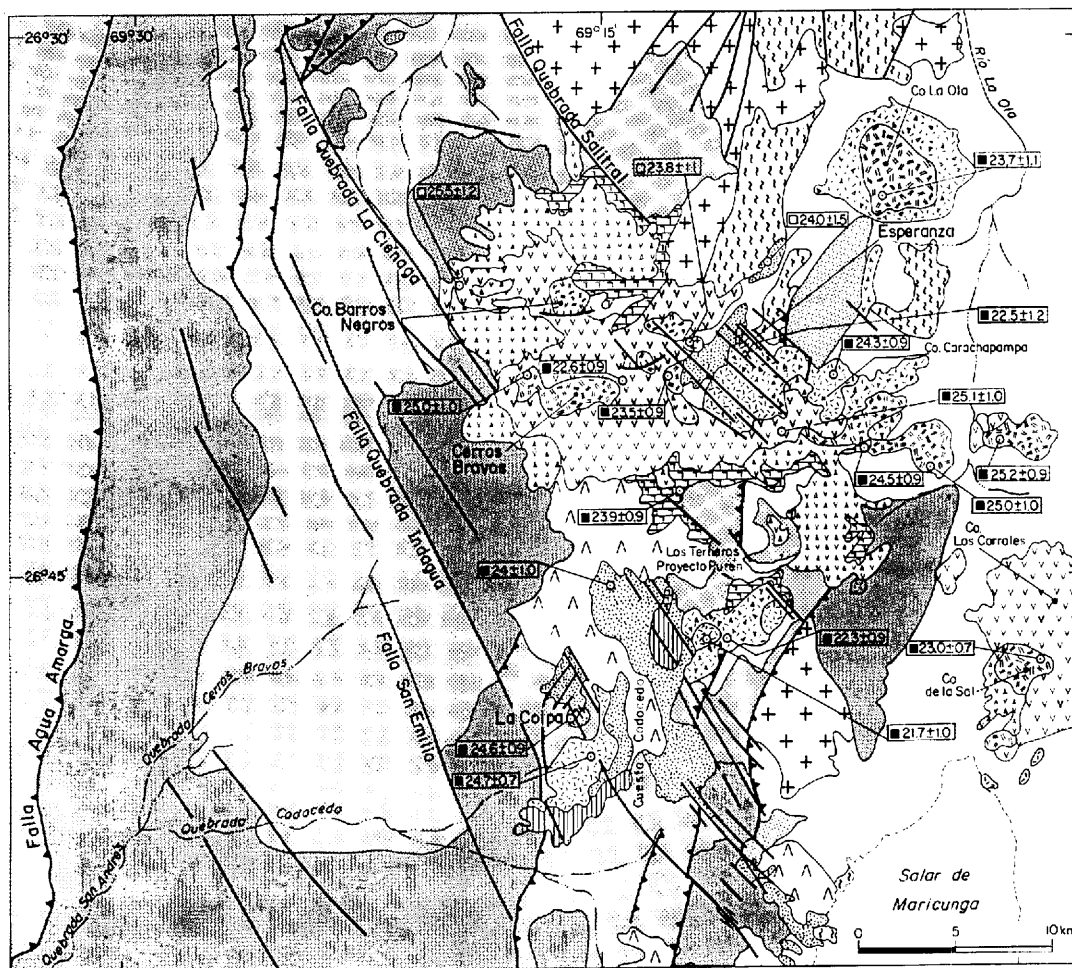 26°30'
69°30'
69°15'
Falla Quebrada Salitral
Río La Ola
Co La Ola
■23.7±1.1
□23.8±1.1
□25.5±1.2
Falla Quebrada La Ciénaga
□24.0±1.5
Esperanza
Co. Barros
Negros
■22.5±1.2
■24.3±0.9
Co. Carachapampa
■22.6±0.9
■25.1±1.0
■23.5±0.9
Cerros
Bravos
■24.5±0.9
■25.2±0.9
■25.0±1.0
■23.9±0.9
Falla Quebrada Indagua
Los Terneros
Proyecto Purén
Co.
Los Corrales
26°45'
■24±1.0
Falla Agua Amarga
Falla San Emilio
■22.3±0.9
■23.0±0.7
Quebrada Cerros Bravos
Co
de la Sal
La Coipa
Cuesta Codocedo
■21.7±1.0
■24.6±0.9
■24.7±0.7
Quebrada Codocedo
Quebrada San Andrés
Salar de
Maricunga
0 5 10 km